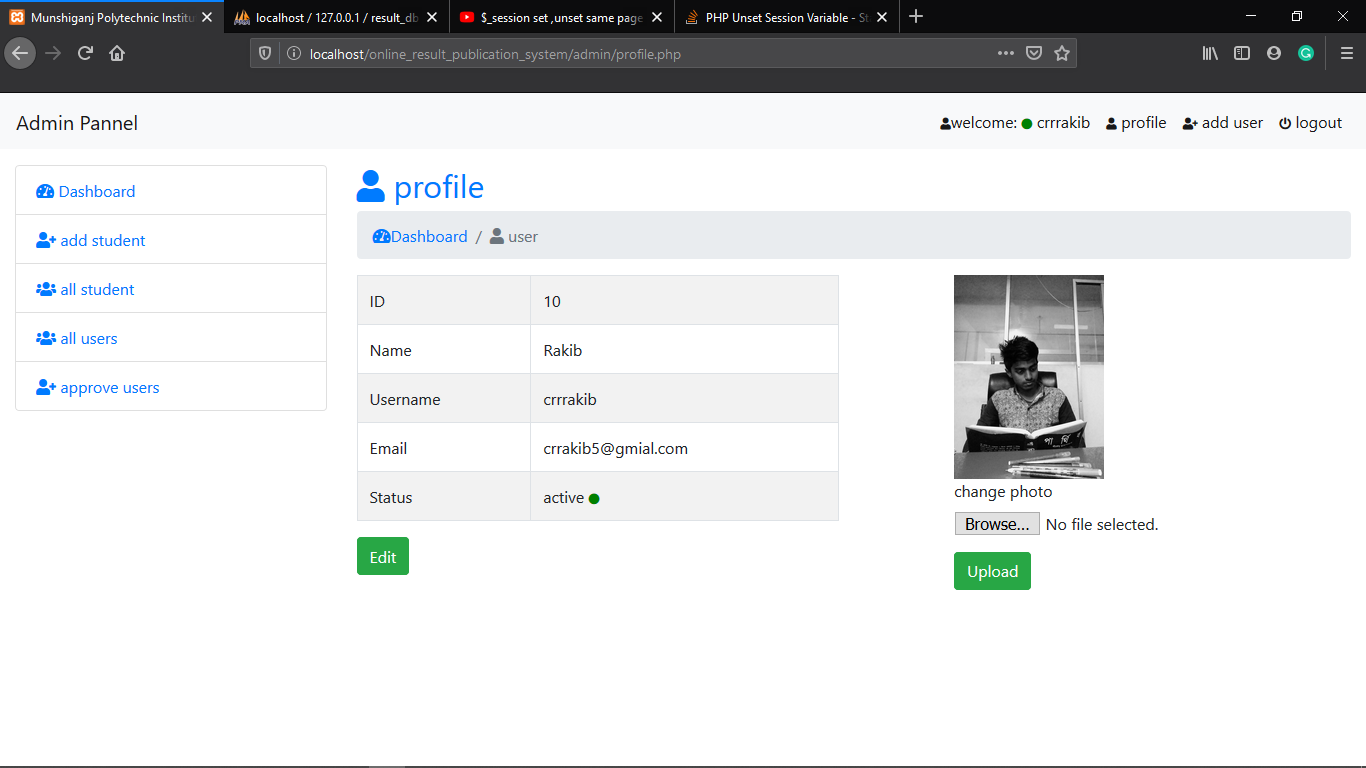 Munshiganj Polytechnic Institu
localhost / 127.0.0.1 / result_db
$_session set ,unset same page
PHP Unset Session Variable - St
localhost/online_result_publication_system/admin/profile.php
Admin Pannel
welcome: crrrakib
profile
add user
logout
Dashboard
add student
all student
all users
approve users
profile
Dashboard / user
ID 10
Name Rakib
Username crrrakib
Email crrakib5@gmial.com
Status active
Edit
পা র্থি
change photo
Browse... No file selected.
Upload